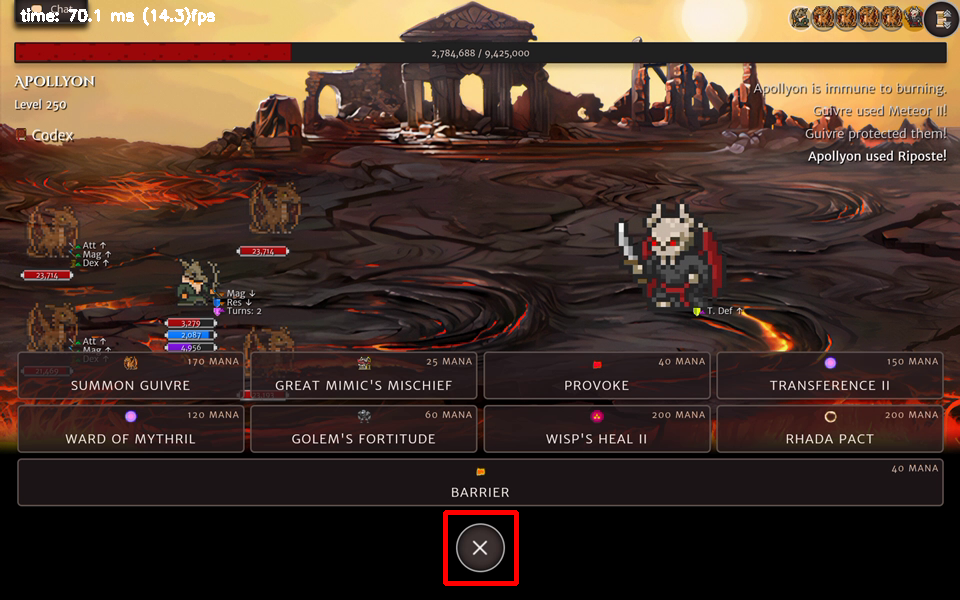 Chat
time: 70.1 ms (14.3)fps
2,784,688 / 9,425,000
Apollyon
Level 250
Codex
Apollyon is immune to burning.
Guivre used Meteor II!
Guivre protected them!
Apollyon used Riposte!
23,714
Att ↑
Mag ↑
Dex ↑
23,714
Mag ↓
Res ↓
Turns: 2
T. Def ↑
3,279
2,087
4,956
Att ↑
Mag ↑
Dex ↑
170 MANA
SUMMON GUIVRE
25 MANA
GREAT MIMIC'S MISCHIEF
40 MANA
PROVOKE
150 MANA
TRANSFERENCE II
120 MANA
WARD OF MYTHRIL
60 MANA
GOLEM'S FORTITUDE
200 MANA
WISP'S HEAL II
200 MANA
RHADA PACT
40 MANA
BARRIER